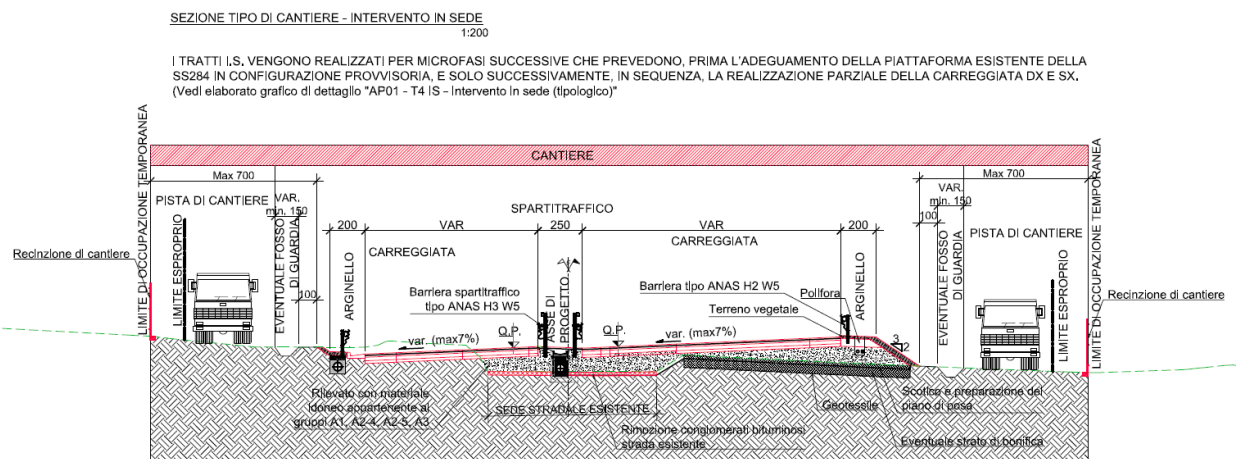 SEZIONE TIPO DI CANTIERE - INTERVENTO IN SEDE
1:200
I TRATTI I.S. VENGONO REALIZZATI PER MICROFASI SUCCESSIVE CHE PREVEDONO, PRIMA L'ADEGUAMENTO DELLA PIATTAFORMA ESISTENTE DELLA
SS284 IN CONFIGURAZIONE PROVVISORIA, E SOLO SUCCESSIVAMENTE, IN SEQUENZA, LA REALIZZAZIONE PARZIALE DELLA CARREGGIATA DX E SX.
(Vedi elaborato grafico di dettaglio "AP01 - T4 IS - Intervento in sede (tipologico)"
CANTIERE
LIMITE DI OCCUPAZIONE TEMPORANEA
Max 700
PISTA DI CANTIERE
VAR.
min. 150
LIMITE ESPROPRIO
Recinzione di cantiere
EVENTUALE FOSSO
DI GUARDIA
100
200
VAR
SPARTITRAFFICO
250
VAR
200
CARREGGIATA
CARREGGIATA
ARGINELLO
Barriera spartitraffico
tipo ANAS H3 W5
ASSE DI
PROGETTO
Barriera tipo ANAS H2 W5
Polifora
Terreno vegetale
ARGINELLO
var. (max7%)
Q.P.
Q.P.
var. (max7%)
3
2
Max 700
VAR.
min. 150
100
EVENTUALE FOSSO
DI GUARDIA
PISTA DI CANTIERE
LIMITE ESPROPRIO
LIMITE DI OCCUPAZIONE TEMPORANEA
Recinzione di cantiere
Rilevato con materiale
idoneo appartenente ai
gruppi A1, A2-4, A2-5, A3
SEDE STRADALE ESISTENTE
Rimozione conglomerati bituminosi
strada esistente
Geotessile
Scotico e preparazione del
piano di posa
Eventuale strato di bonifica